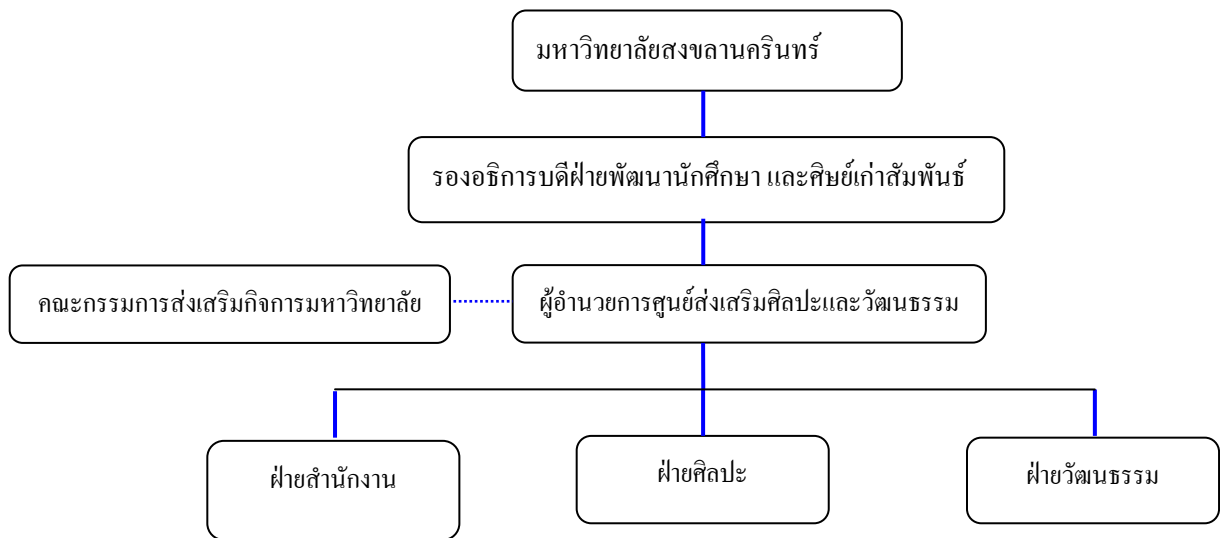 มหาวิทยาลัยสงขลานครินทร์
รองอธิการบดีฝ่ายพัฒนานักศึกษา และศิษย์เก่าสัมพันธ์
คณะกรรมการส่งเสริมกิจการมหาวิทยาลัย
ผู้อำนวยการศูนย์ส่งเสริมศิลปะและวัฒนธรรม
ฝ่ายสำนักงาน
ฝ่ายศิลปะ
ฝ่ายวัฒนธรรม